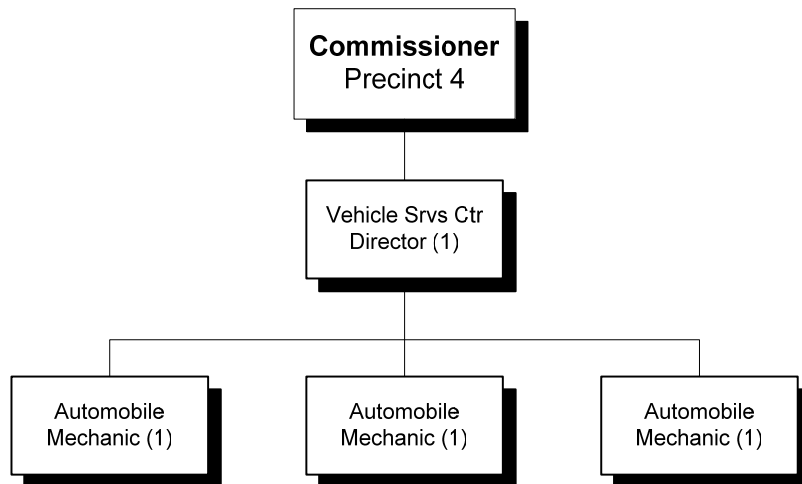 Commissioner
Precinct 4
Vehicle Srvs Ctr
Director (1)
Automobile
Mechanic (1)
Automobile
Mechanic (1)
Automobile
Mechanic (1)